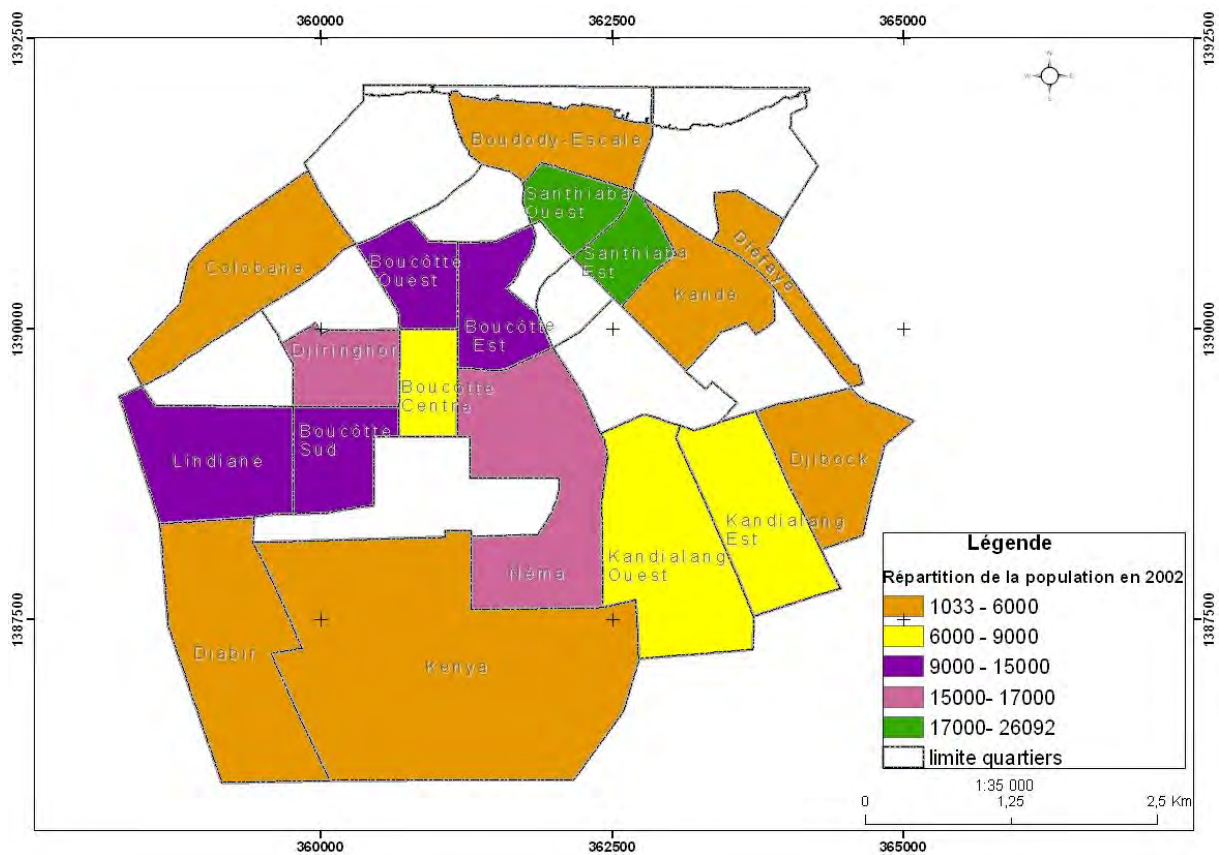 360000 362500 365000
1392500 1392500
N
W E
S
Boudody-Escale
Santhiaba
Ouest
Santhiaba
Est
Diéfaye
Colobane
Boucôtte
Ouest
Kandé
1390000 1390000
Boucôtte
Est
Djiringhor
Boucôtte
Centre
Boucôtte
Sud
Lindiane
Djibock
Kandialang
Est
Kandialang
Ouest
Néma
Légende
Répartition de la population en 2002
1033 - 6000
6000 - 9000
9000 - 15000
15000- 17000
17000- 26092
limite quartiers
1387500 1387500
Diabir
Kenya
1:35 000
0 1,25 2,5 Km
360000 362500 365000